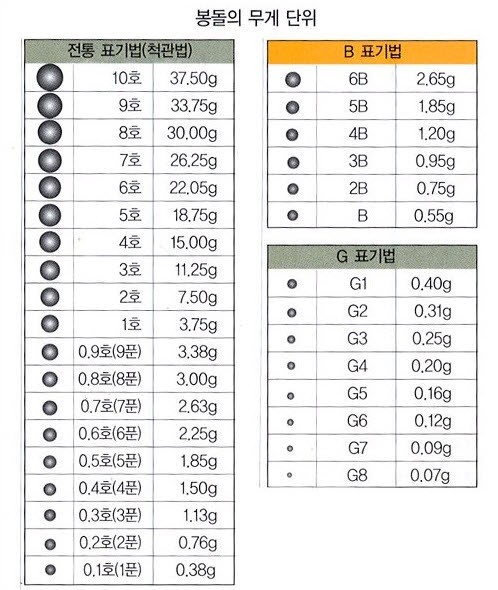 봉돌의 무게 단위
전통 표기법(척관법)
10호 37.50g
9호 33.75g
8호 30.00g
7호 26.25g
6호 22.05g
5호 18.75g
4호 15.00g
3호 11.25g
2호 7.50g
1호 3.75g
0.9호(9푼) 3.38g
0.8호(8푼) 3.00g
0.7호(7푼) 2.63g
0.6호(6푼) 2.25g
0.5호(5푼) 1.85g
0.4호(4푼) 1.50g
0.3호(3푼) 1.13g
0.2호(2푼) 0.76g
0.1호(1푼) 0.38g
B 표기법
6B 2.65g
5B 1.85g
4B 1.20g
3B 0.95g
2B 0.75g
B 0.55g
G 표기법
G1 0.40g
G2 0.31g
G3 0.25g
G4 0.20g
G5 0.16g
G6 0.12g
G7 0.09g
G8 0.07g